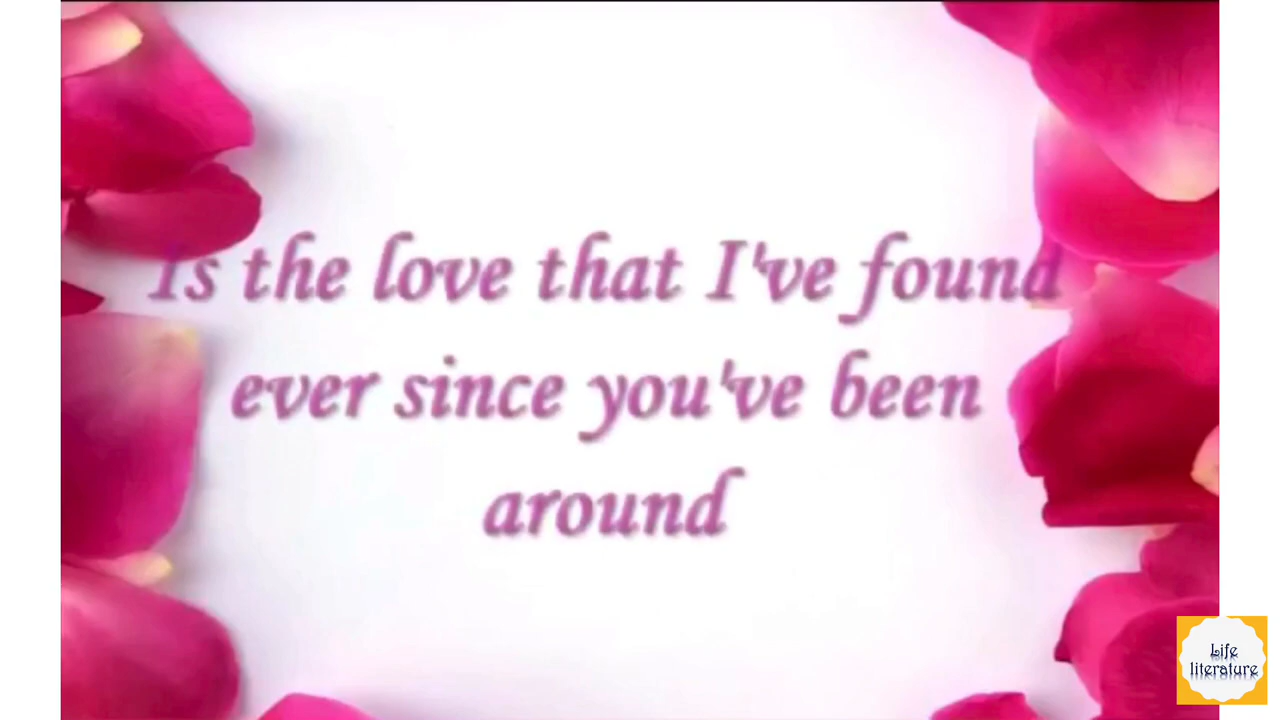 Is the love that I've found
ever since you've been
around
Life
literature